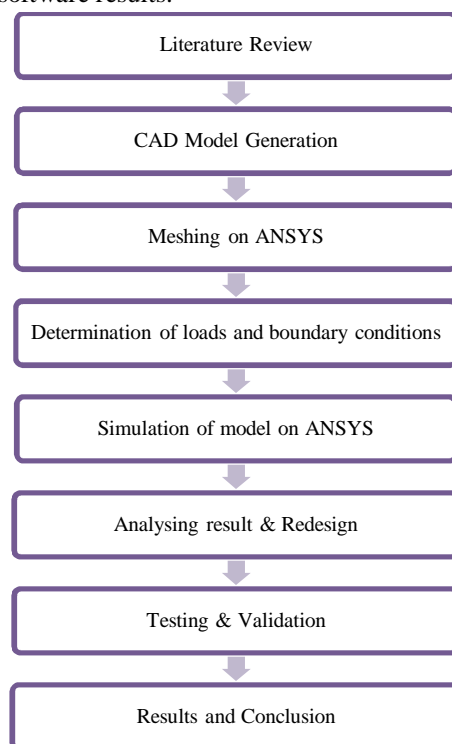 software results.
Literature Review
CAD Model Generation
Meshing on ANSYS
Determination of loads and boundary conditions
Simulation of model on ANSYS
Analysing result & Redesign
Testing & Validation
Results and Conclusion